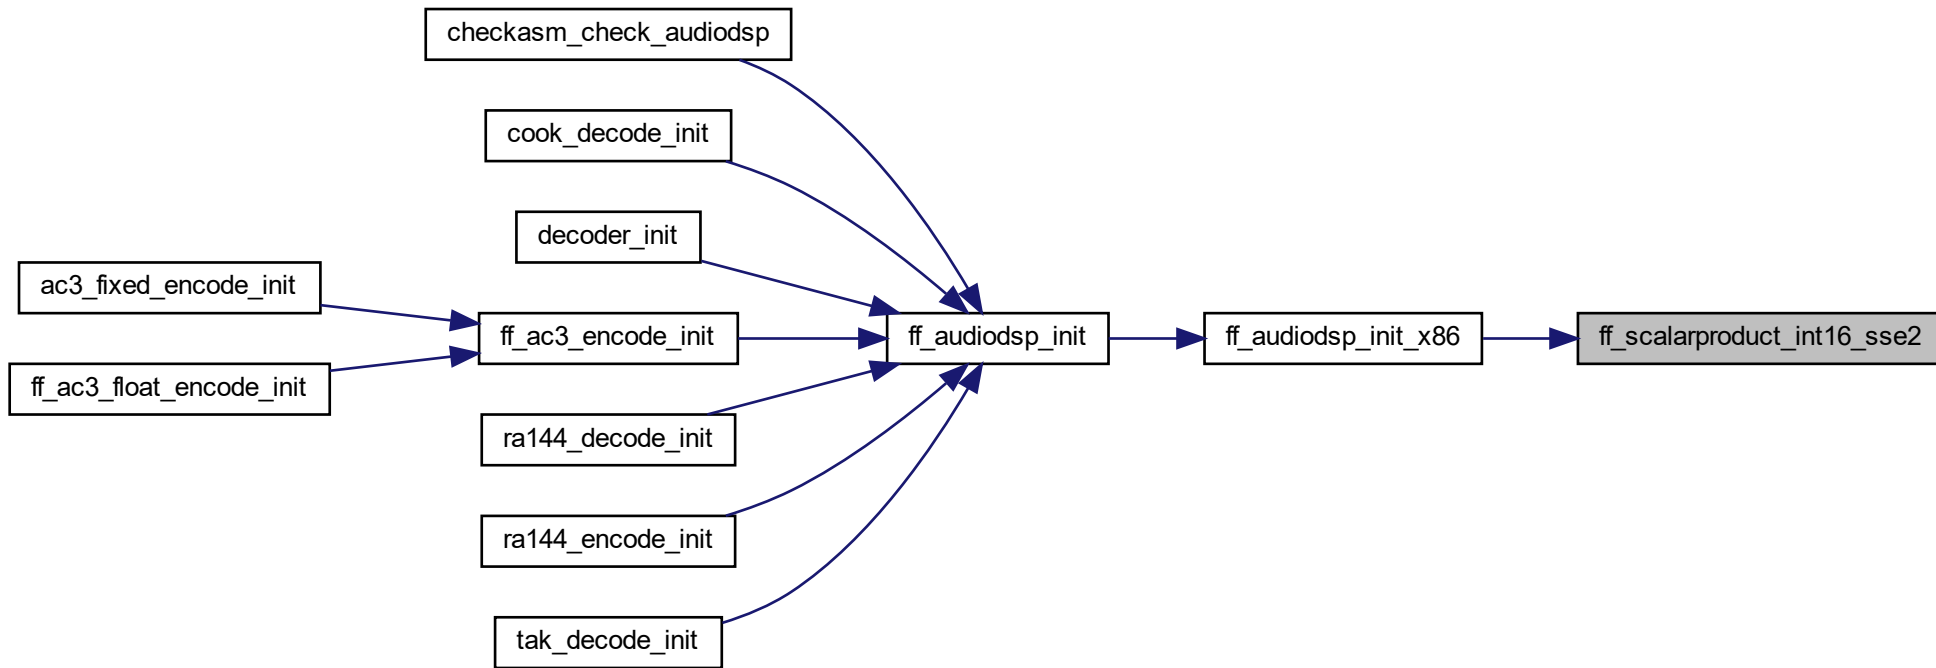 checkasm_check_audiodsp
cook_decode_init
decoder_init
ac3_fixed_encode_init
ff_ac3_encode_init
ff_audiodsp_init
ff_audiodsp_init_x86
ff_scalarproduct_int16_sse2
ff_ac3_float_encode_init
ra144_decode_init
ra144_encode_init
tak_decode_init